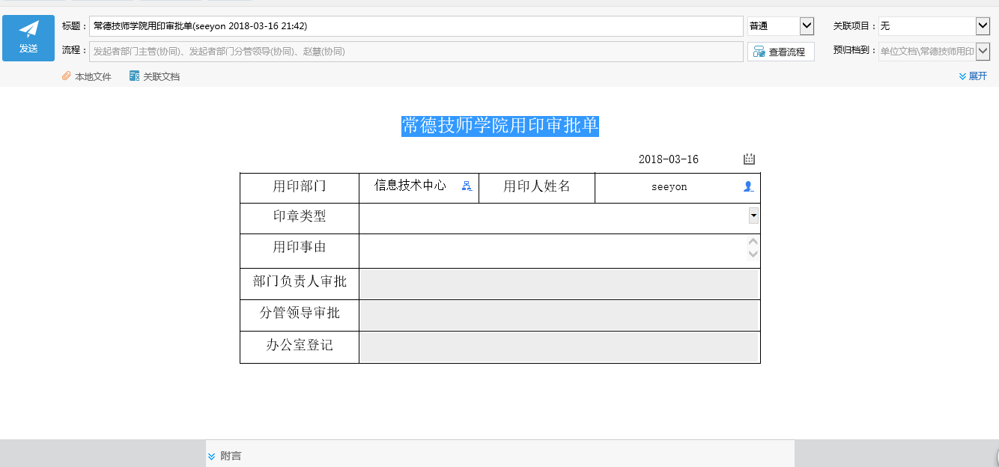 发送
标题： 常德技师学院用印审批单(seeyon 2018-03-16 21:42) 普通 关联项目： 无
流程： 发起者部门主管(协同)、发起者部门分管领导(协同)、赵慧(协同) 查看流程 预归档到： 单位文档\常德技师用印
本地文件 关联文档 展开
常德技师学院用印审批单
2018-03-16
用印部门 信息技术中心 用印人姓名 seeyon
印章类型
用印事由
部门负责人审批
分管领导审批
办公室登记
附言